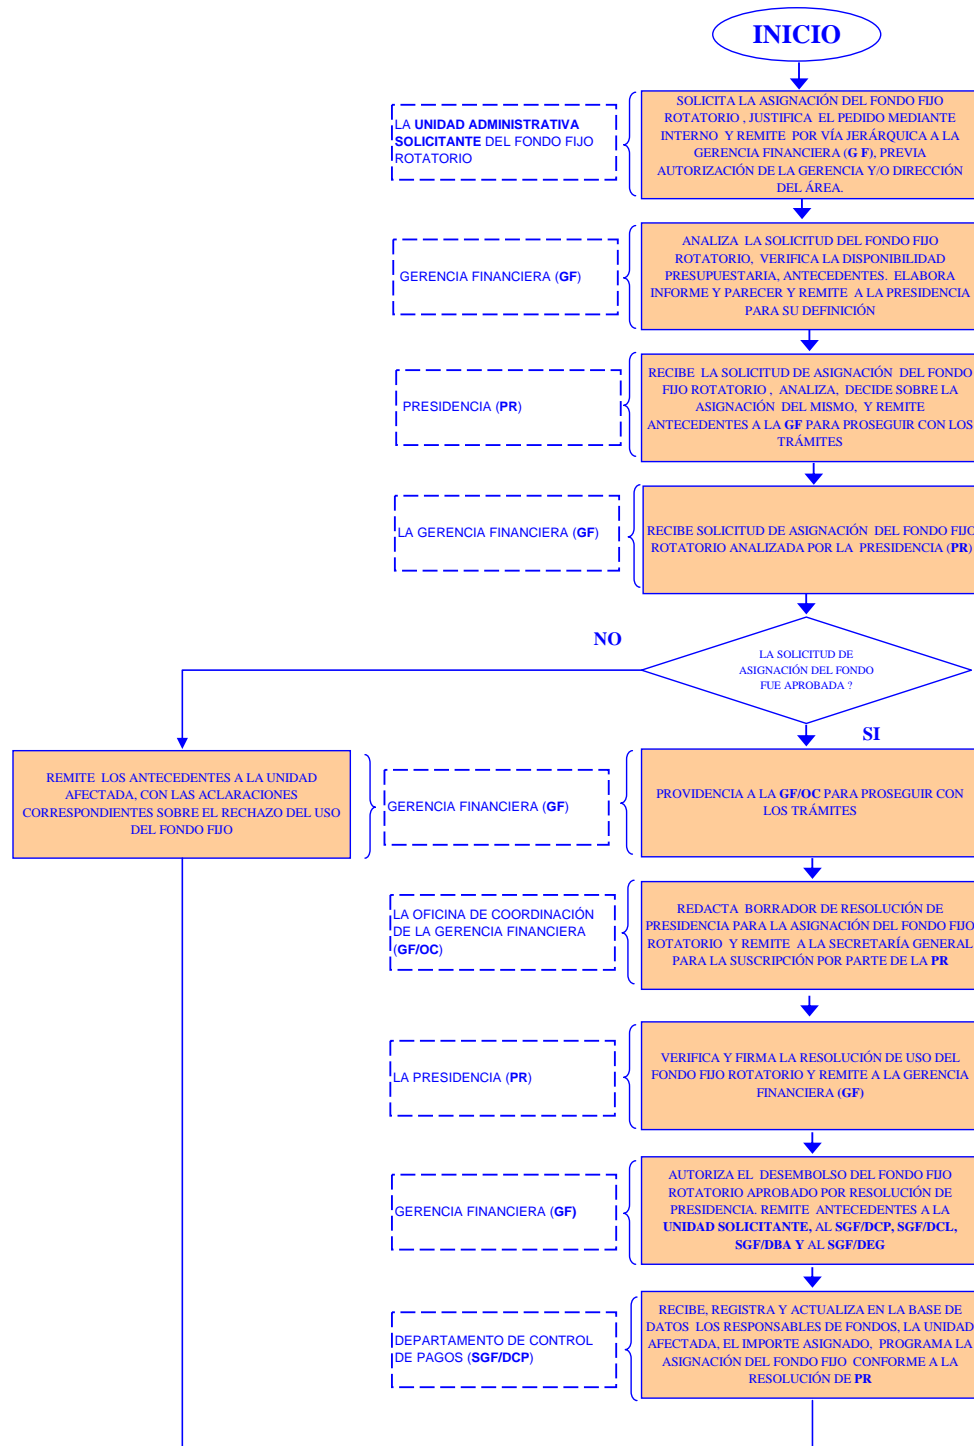 INICIO
LA UNIDAD ADMINISTRATIVA
SOLICITANTE DEL FONDO FIJO
ROTATORIO
SOLICITA LA ASIGNACIÓN DEL FONDO FIJO
ROTATORIO , JUSTIFICA EL PEDIDO MEDIANTE
INTERNO Y REMITE POR VÍA JERÁRQUICA A LA
GERENCIA FINANCIERA (G F), PREVIA
AUTORIZACIÓN DE LA GERENCIA Y/O DIRECCIÓN
DEL ÁREA.
GERENCIA FINANCIERA (GF)
ANALIZA LA SOLICITUD DEL FONDO FIJO
ROTATORIO, VERIFICA LA DISPONIBILIDAD
PRESUPUESTARIA, ANTECEDENTES. ELABORA
INFORME Y PARECER Y REMITE A LA PRESIDENCIA
PARA SU DEFINICIÓN
PRESIDENCIA (PR)
RECIBE LA SOLICITUD DE ASIGNACIÓN DEL FONDO
FIJO ROTATORIO , ANALIZA, DECIDE SOBRE LA
ASIGNACIÓN DEL MISMO, Y REMITE
ANTECEDENTES A LA GF PARA PROSEGUIR CON LOS
TRÁMITES
LA GERENCIA FINANCIERA (GF)
RECIBE SOLICITUD DE ASIGNACIÓN DEL FONDO FIJO
ROTATORIO ANALIZADA POR LA PRESIDENCIA (PR)
NO
LA SOLICITUD DE
ASIGNACIÓN DEL FONDO
FUE APROBADA ?
SI
REMITE LOS ANTECEDENTES A LA UNIDAD
AFECTADA, CON LAS ACLARACIONES
CORRESPONDIENTES SOBRE EL RECHAZO DEL USO
DEL FONDO FIJO
GERENCIA FINANCIERA (GF)
PROVIDENCIA A LA GF/OC PARA PROSEGUIR CON
LOS TRÁMITES
LA OFICINA DE COORDINACIÓN
DE LA GERENCIA FINANCIERA
(GF/OC)
REDACTA BORRADOR DE RESOLUCIÓN DE
PRESIDENCIA PARA LA ASIGNACIÓN DEL FONDO FIJO
ROTATORIO Y REMITE A LA SECRETARÍA GENERAL
PARA LA SUSCRIPCIÓN POR PARTE DE LA PR
LA PRESIDENCIA (PR)
VERIFICA Y FIRMA LA RESOLUCIÓN DE USO DEL
FONDO FIJO ROTATORIO Y REMITE A LA GERENCIA
FINANCIERA (GF)
GERENCIA FINANCIERA (GF)
AUTORIZA EL DESEMBOLSO DEL FONDO FIJO
ROTATORIO APROBADO POR RESOLUCIÓN DE
PRESIDENCIA. REMITE ANTECEDENTES A LA
UNIDAD SOLICITANTE, AL SGF/DCP, SGF/DCL,
SGF/DBA Y AL SGF/DEG
DEPARTAMENTO DE CONTROL
DE PAGOS (SGF/DCP)
RECIBE, REGISTRA Y ACTUALIZA EN LA BASE DE
DATOS LOS RESPONSABLES DE FONDOS, LA UNIDAD
AFECTADA, EL IMPORTE ASIGNADO, PROGRAMA LA
ASIGNACIÓN DEL FONDO FIJO CONFORME A LA
RESOLUCIÓN DE PR